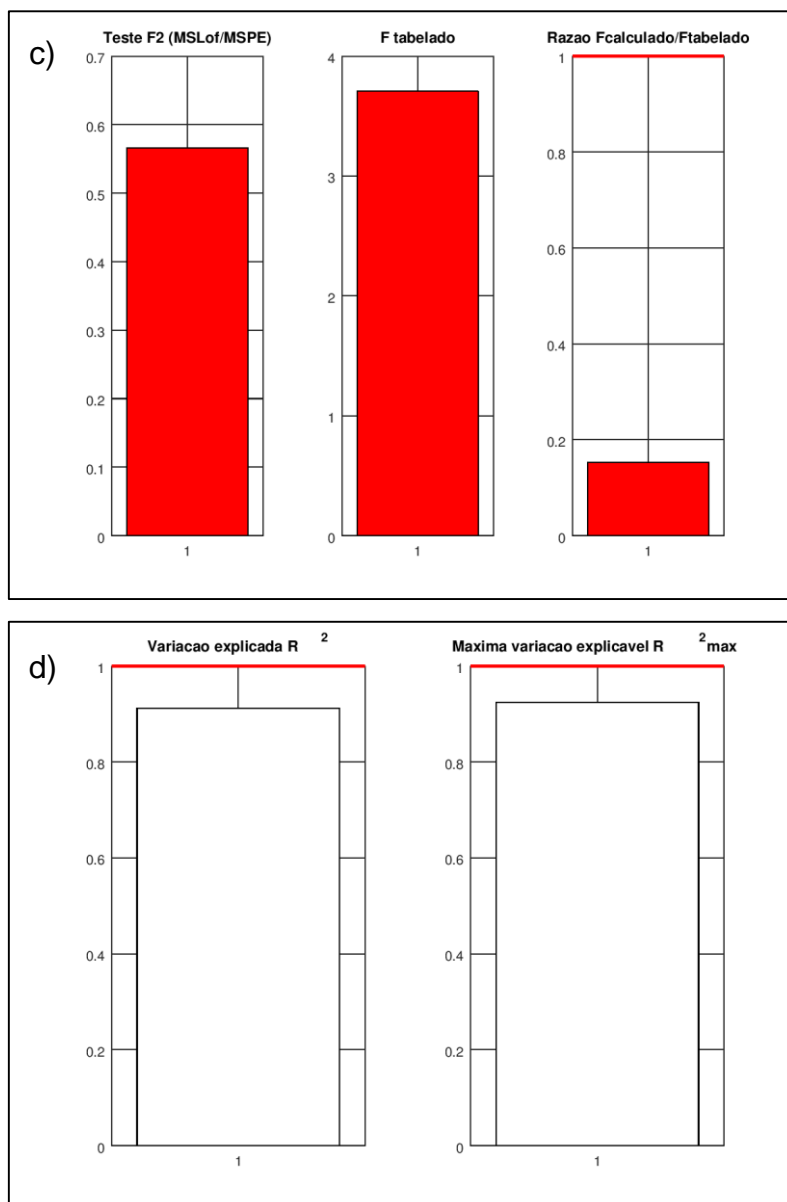 c)
Teste F2 (MSLof/MSPE) F tabelado Razao Fcalculado/Ftabelado
0.7 4 1
0.6
0.8
0.5
3
0.4
0.6
2
0.3
0.4
0.2
1
0.2
0.1
0 0 0
1 1 1
d)
Variacao explicada R 2 Maxima variacao explicavel R 2max
1 1
0.8 0.8
0.6 0.6
0.4 0.4
0.2 0.2
0 0
1 1